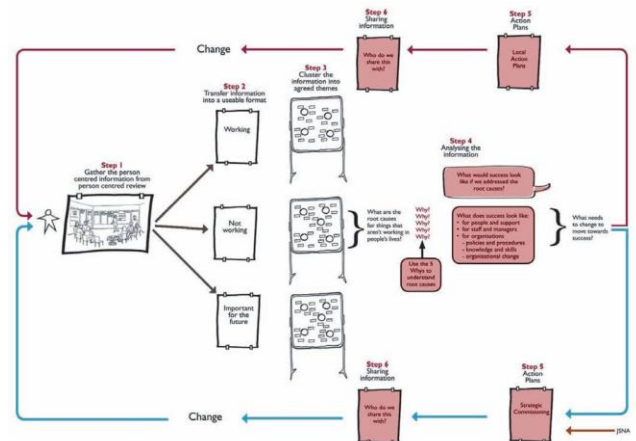 Step 6
Sharing
information
Who do we
share this
with?
Step 5
Action
Plans
Local
Action
Plans
Change
Step 3
Cluster the
information into
agreed themes
Step 2
Transfer information
into a useable format
Working
Step 1
Gather the person
centred information from
person centred review
Not
working
Important
for the
future
What are the
root causes
for things that
aren't working in
people's lives?
Why?
Why?
Why?
Why?
Why?
Use the 5
Whys to
understand
root causes
Step 4
Analysing the
information
What would success look
like if we addressed the
root causes?
What does success look like:
• for people and support
• for staff and managers
• for organisations
- policies and procedures
- knowledge and skills
- organisational change
What needs
to change to
move towards
success?
Step 6
Sharing
information
Who do we
share this
with?
Step 5
Action
Plans
Strategic
Commissioning
Change
JSNA